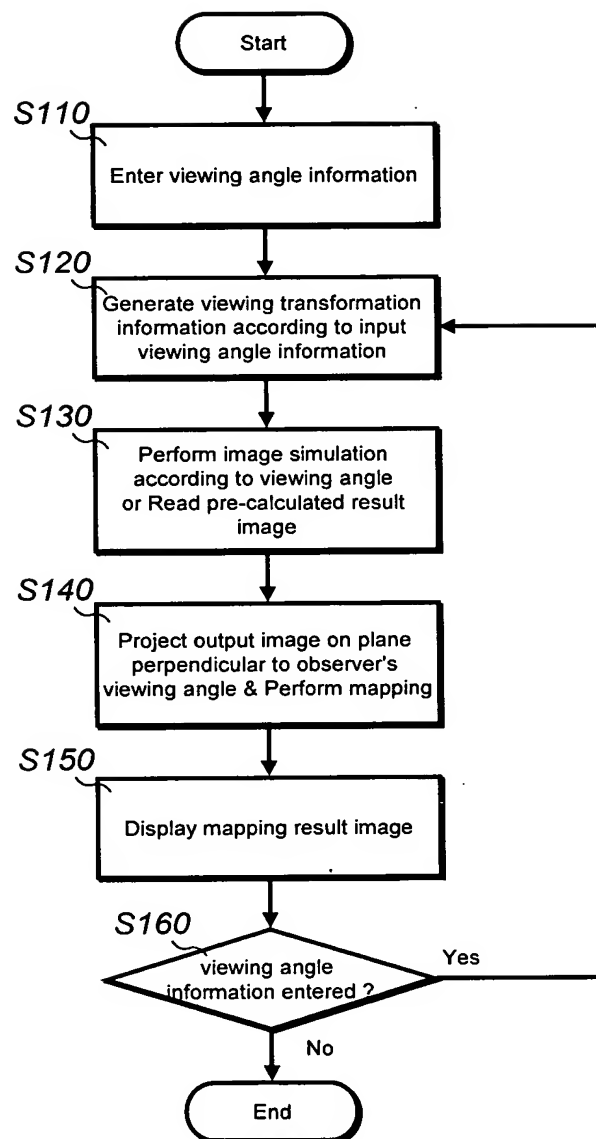 Start
S110
Enter viewing angle information
S120
Generate viewing transformation
information according to input
viewing angle information
S130
Perform image simulation
according to viewing angle
or Read pre-calculated result
image
S140
Project output image on plane
perpendicular to observer's
viewing angle & Perform mapping
S150
Display mapping result image
S160
viewing angle
information entered ?
Yes
No
End